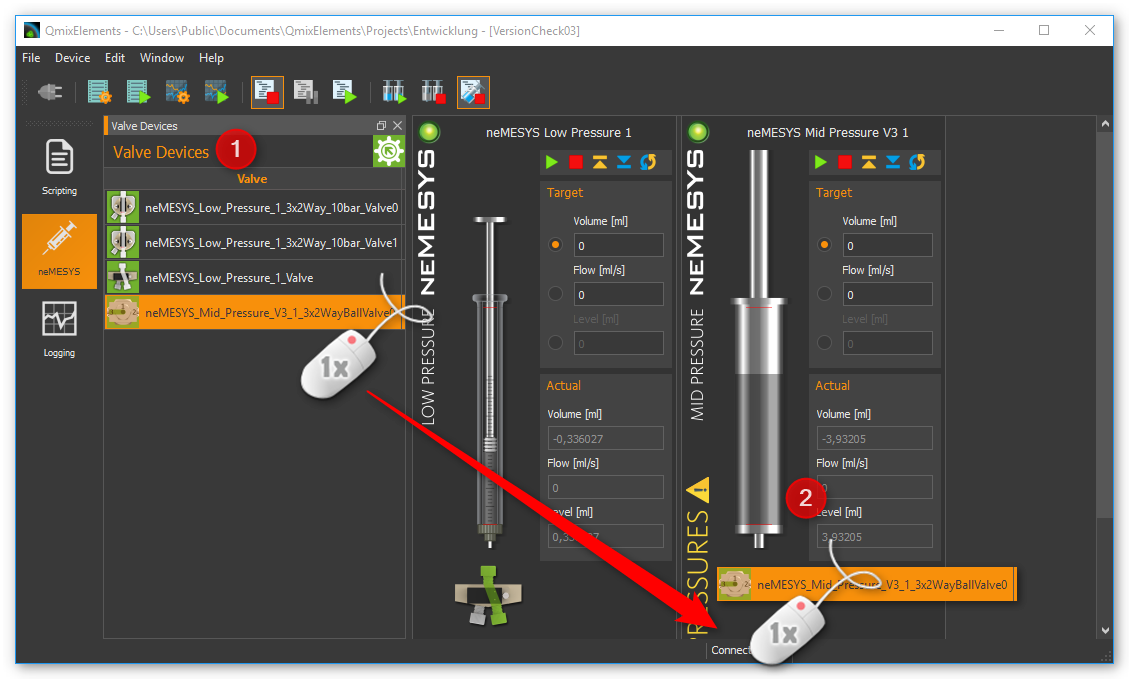 QmixElements - C:\Users\Public\Documents\QmixElements\Projects\Entwicklung - [VersionCheck03]
File Device Edit Window Help
Scripting
neMESYS
Logging
Valve Devices
Valve Devices
1
Valve
neMESYS_Low_Pressure_1_3x2Way_10bar_Valve0
neMESYS_Low_Pressure_1_3x2Way_10bar_Valve1
neMESYS_Low_Pressure_1_Valve
neMESYS_Mid_Pressure_V3_1_3x2WayBallValve0
1x
neMESYS Low Pressure 1
LOW PRESSURE NEMESYS
Target
Volume [ml]
0
Flow [ml/s]
0
Level [ml]
0
Actual
Volume [ml]
-0,336027
Flow [ml/s]
0
Level [ml]
neMESYS Mid Pressure V3 1
MID PRESSURE NEMESYS
Target
Volume [ml]
0
Flow [ml/s]
0
Level [ml]
0
Actual
Volume [ml]
-3,93205
Flow [ml/s]
0
2
Level [ml]
3,93205
RESSURES
neMESYS_Mid_Pressure_V3_1_3x2WayBallValve0
1x
Connect